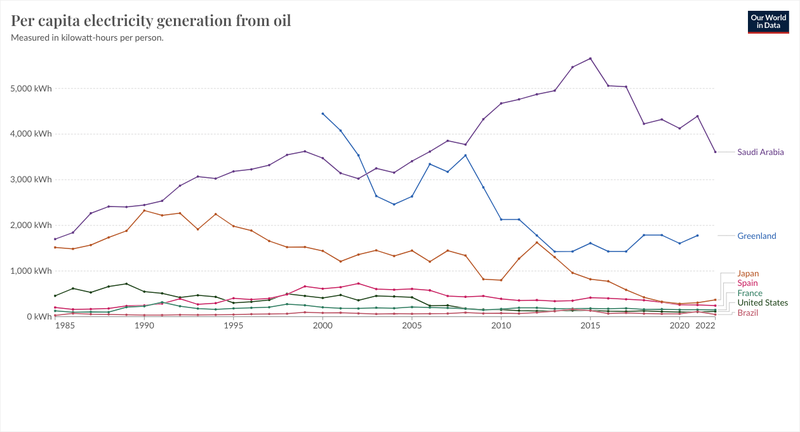 Per capita electricity generation from oil
Measured in kilowatt-hours per person.
Our World
in Data
5,000 kWh
4,000 kWh
3,000 kWh
2,000 kWh
1,000 kWh
0 kWh
1985
1990
1995
2000
2005
2010
2015
2020
2022
Saudi Arabia
Greenland
Japan
Spain
France
United States
Brazil